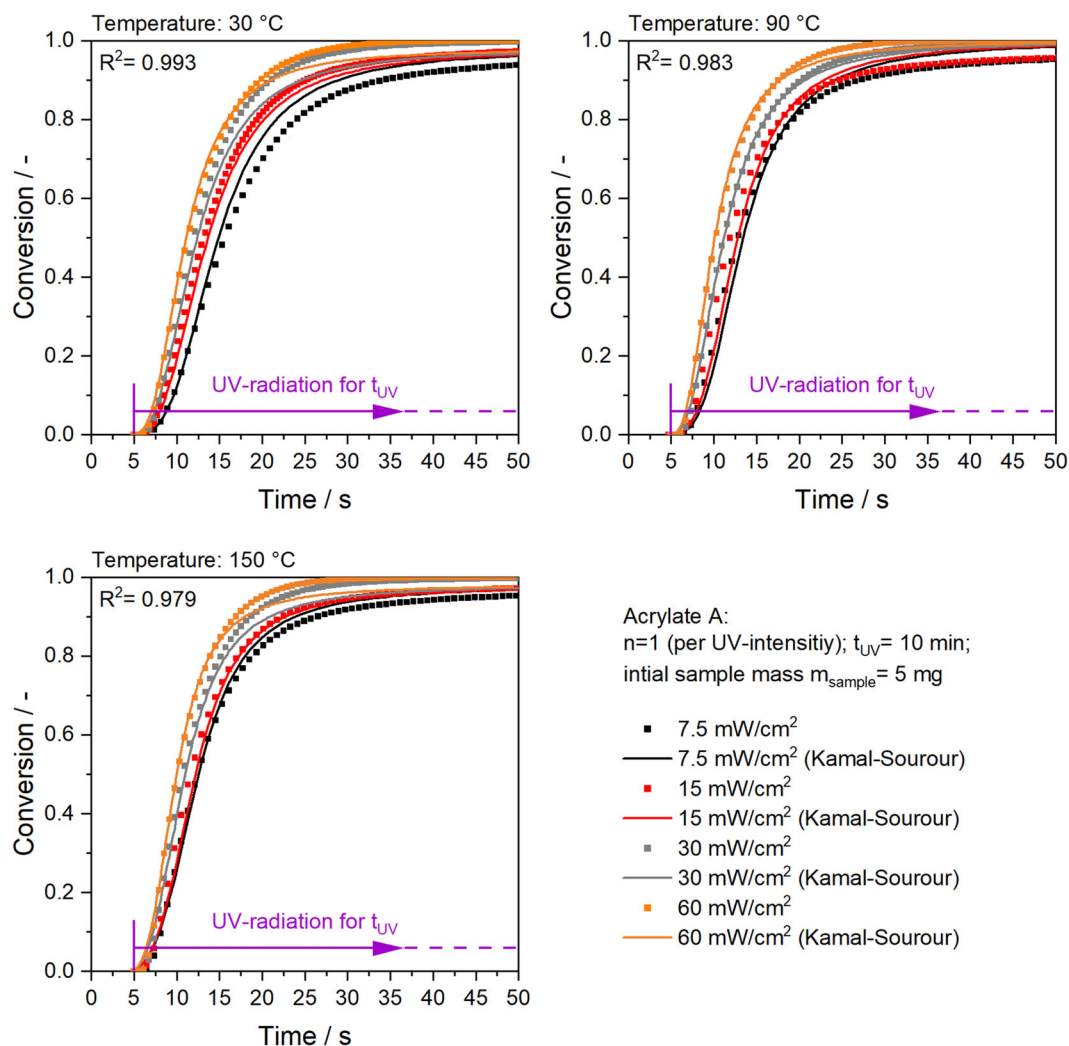 Temperature: 30 °C
R²= 0.993
1.0
0.8
0.6
0.4
0.2
0.0
Conversion / -
UV-radiation for t_UV
0 5 10 15 20 25 30 35 40 45 50
Time / s
Temperature: 90 °C
R²= 0.983
1.0
0.8
0.6
0.4
0.2
0.0
Conversion / -
UV-radiation for t_UV
0 5 10 15 20 25 30 35 40 45 50
Time / s
Temperature: 150 °C
R²= 0.979
1.0
0.8
0.6
0.4
0.2
0.0
Conversion / -
UV-radiation for t_UV
0 5 10 15 20 25 30 35 40 45 50
Time / s
Acrylate A:
n=1 (per UV-intensitiy); t_UV= 10 min;
intial sample mass m_sample= 5 mg
7.5 mW/cm²
7.5 mW/cm² (Kamal-Sourour)
15 mW/cm²
15 mW/cm² (Kamal-Sourour)
30 mW/cm²
30 mW/cm² (Kamal-Sourour)
60 mW/cm²
60 mW/cm² (Kamal-Sourour)